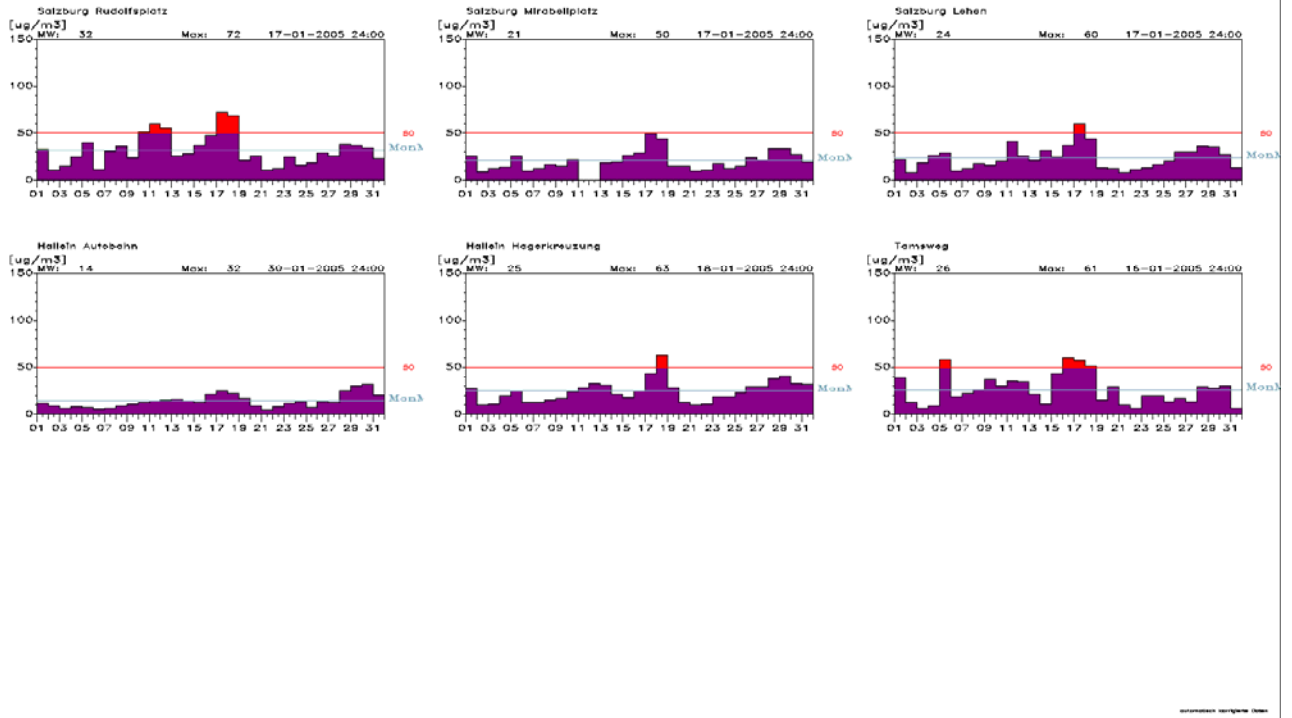 Salzburg Rudolfsplatz
[ug/m3]
MW: 32 Max: 72 17-01-2005 24:00
150
100
50
0
50
MonM
01 03 05 07 09 11 13 15 17 19 21 23 25 27 29 31
Salzburg Mirabellplatz
[ug/m3]
MW: 21 Max: 50 17-01-2005 24:00
150
100
50
0
50
MonM
01 03 05 07 09 11 13 15 17 19 21 23 25 27 29 31
Salzburg Lehen
[ug/m3]
MW: 24 Max: 60 17-01-2005 24:00
150
100
50
0
50
MonM
01 03 05 07 09 11 13 15 17 19 21 23 25 27 29 31
Hallein Autobahn
[ug/m3]
MW: 14 Max: 32 30-01-2005 24:00
150
100
50
0
50
MonM
01 03 05 07 09 11 13 15 17 19 21 23 25 27 29 31
Hallein Hagerkreuzung
[ug/m3]
MW: 25 Max: 63 18-01-2005 24:00
150
100
50
0
50
MonM
01 03 05 07 09 11 13 15 17 19 21 23 25 27 29 31
Tamsweg
[ug/m3]
MW: 26 Max: 61 16-01-2005 24:00
150
100
50
0
50
MonM
01 03 05 07 09 11 13 15 17 19 21 23 25 27 29 31
automatisch korrigierte Daten